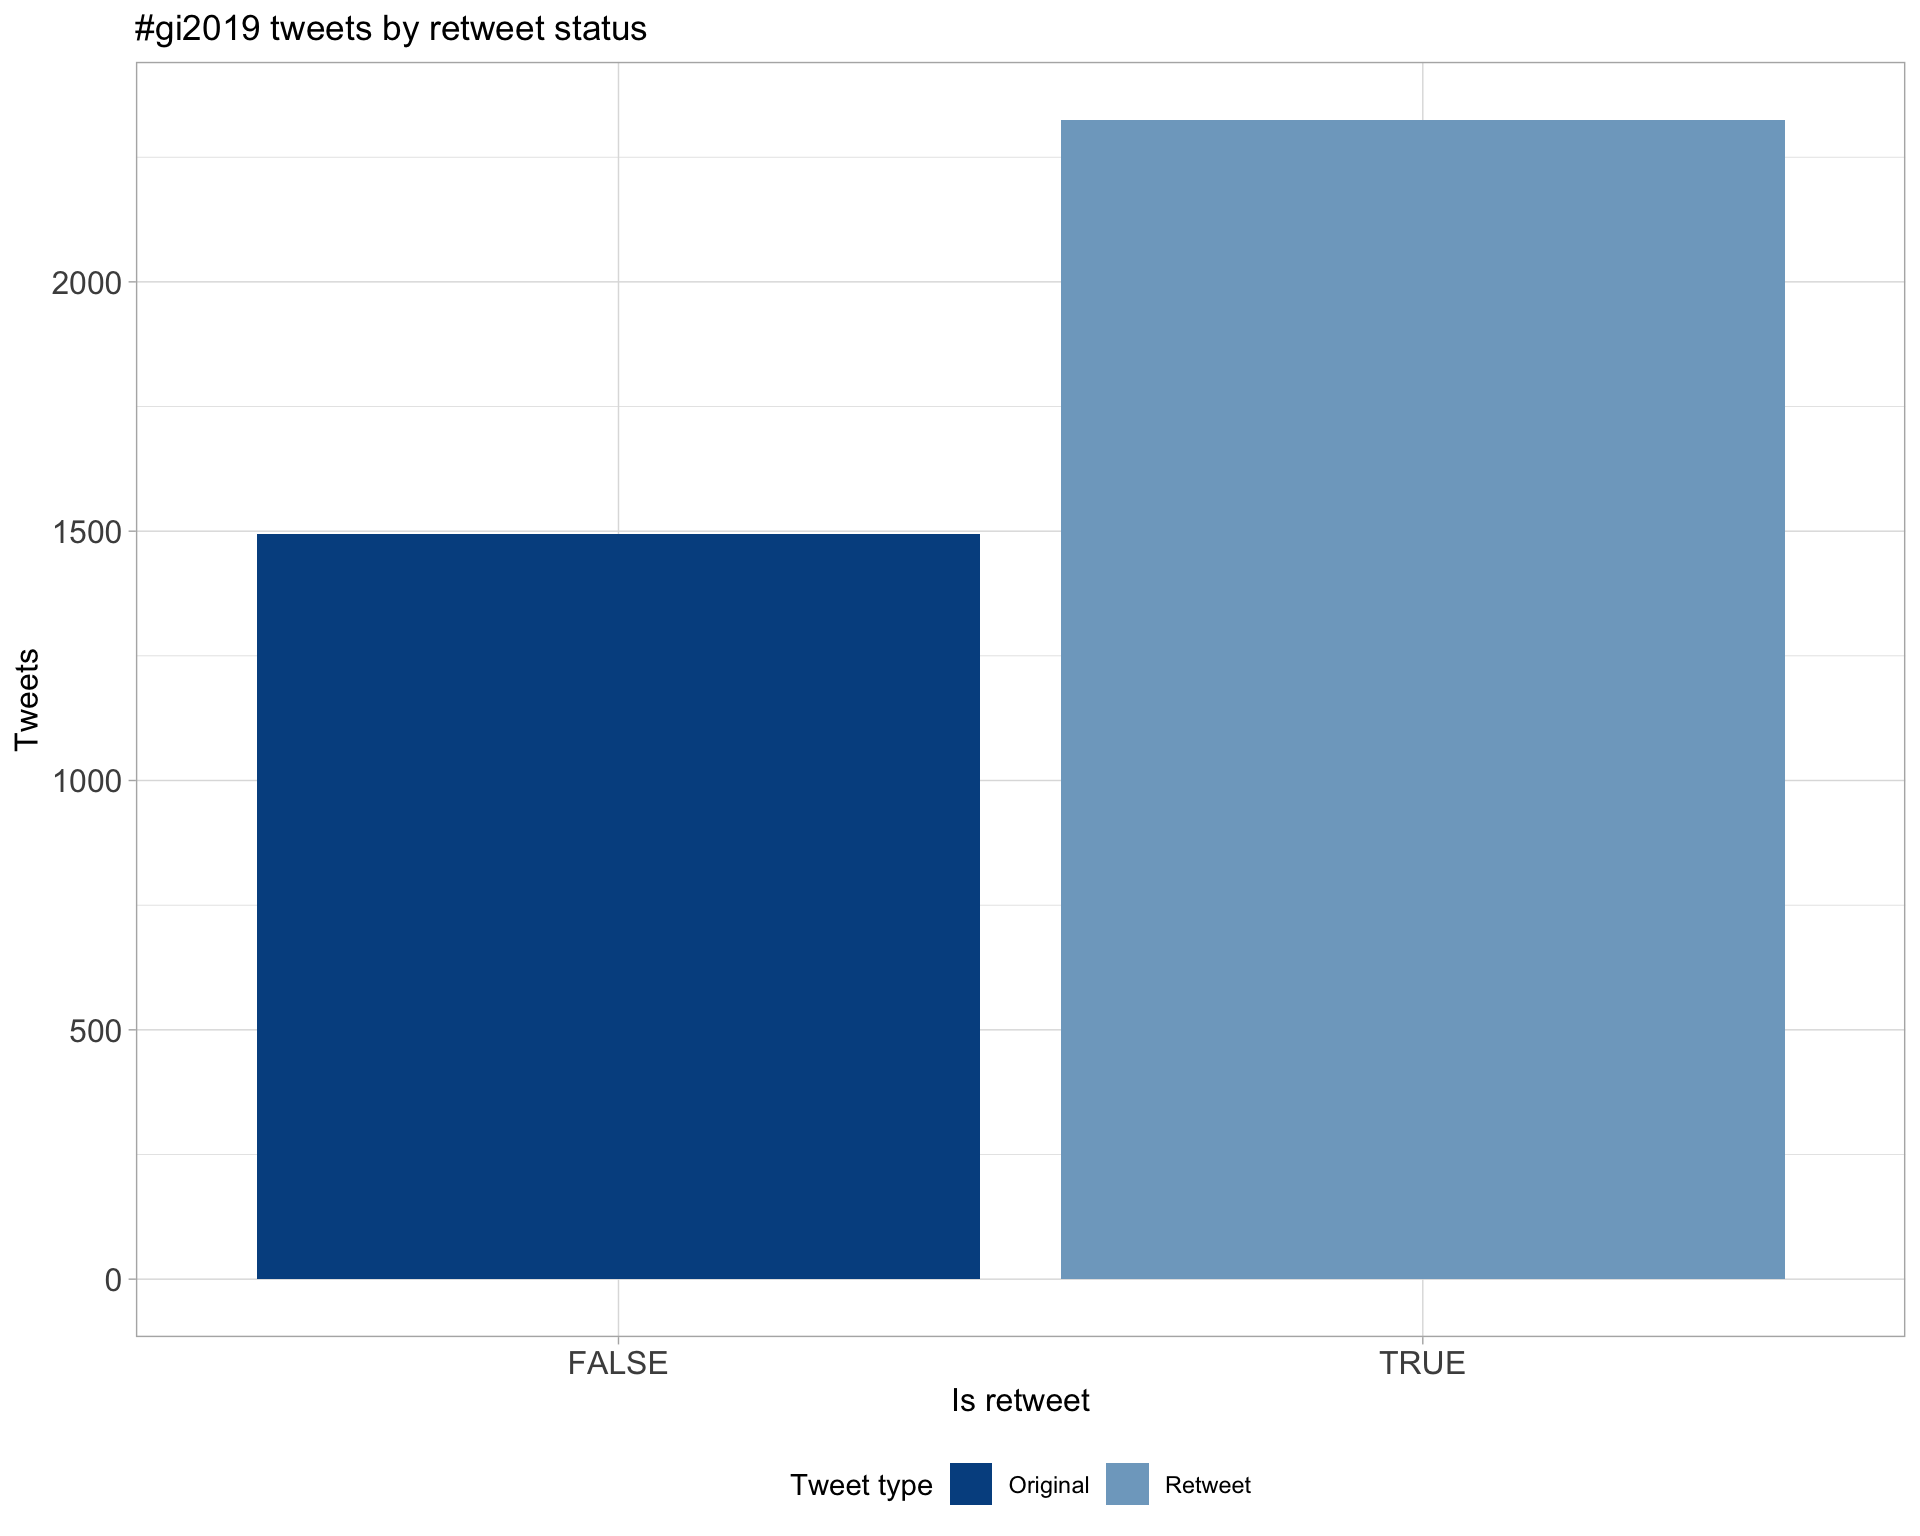 #gi2019 tweets by retweet status
2000
1500
1000
500
0
Tweets
FALSE TRUE
Is retweet
Tweet type Original Retweet